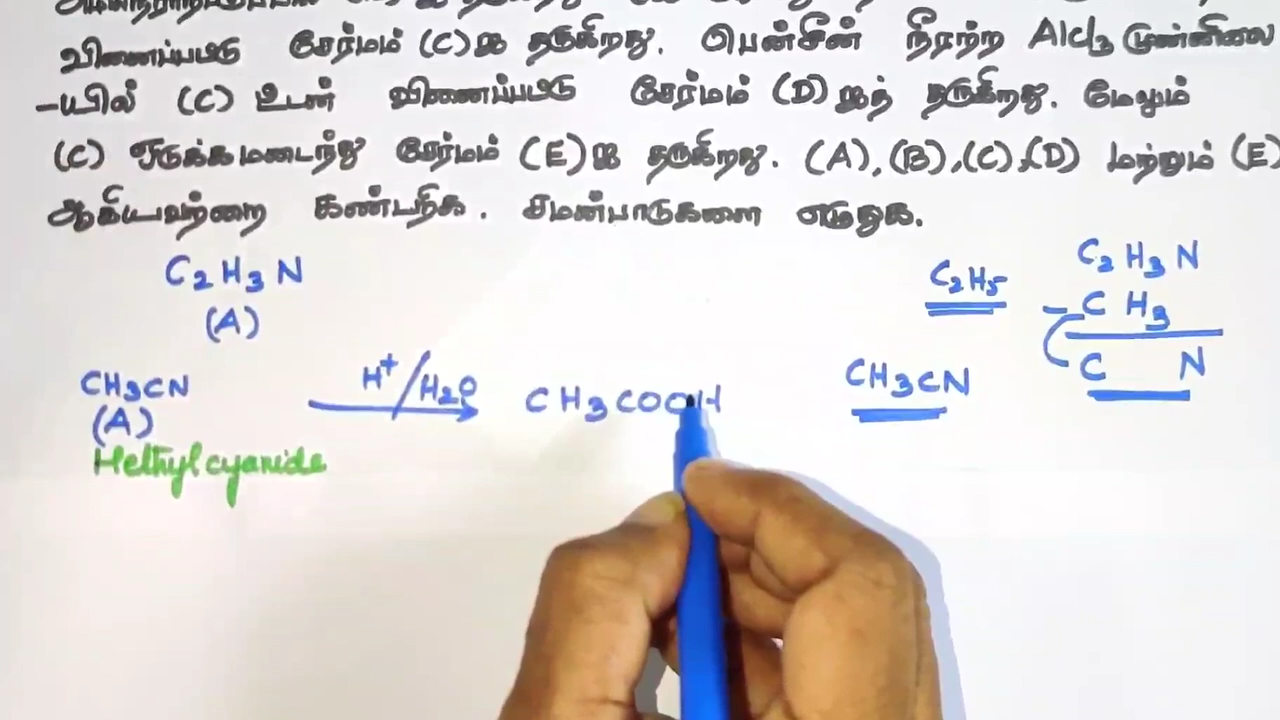 வினைப்பட்டு சேர்மம் (C)ஐ தருகிறது. பென்சீன் நீரற்ற AlCl3 முன்னிலை
-யில் (C) உடன் வினைப்பட்டு சேர்மம் (D)ஐத் தருகிறது. மேலும்
(C) ஒடுக்கமடைந்து சேர்மம் (E)ஐ தருகிறது. (A),(B),(C),(D) மற்றும் (E)
ஆகியவற்றை கண்டறிக. சமன்பாடுகளை எழுதுக.
C2H3N
(A)
C2H5
C2H3N
- CH3
C N
CH3CN
CH3CN
(A)
Methyl cyanide
H+/H2O
CH3COOH